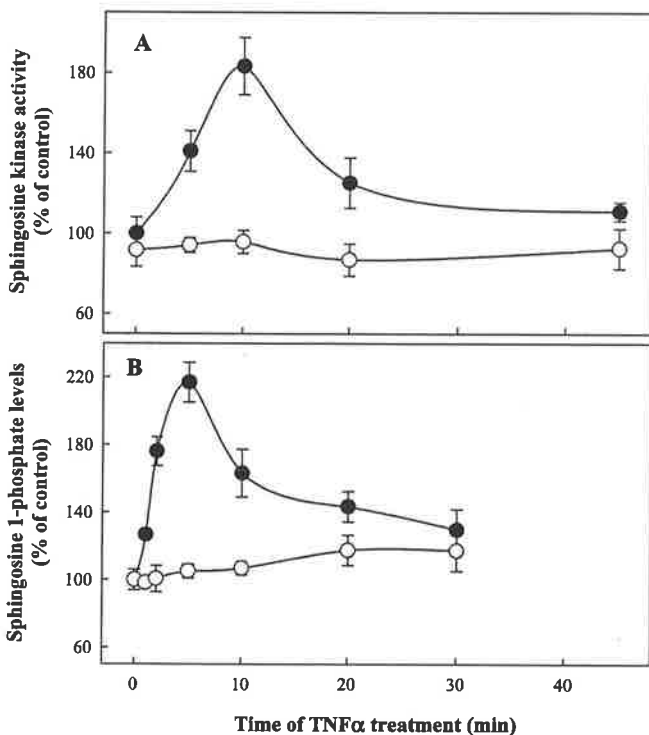 A
Sphingosine kinase activity
(% of control)
180
140
100
60
B
Sphingosine 1-phosphate levels
(% of control)
220
180
140
100
60
0 10 20 30 40
Time of TNFα treatment (min)